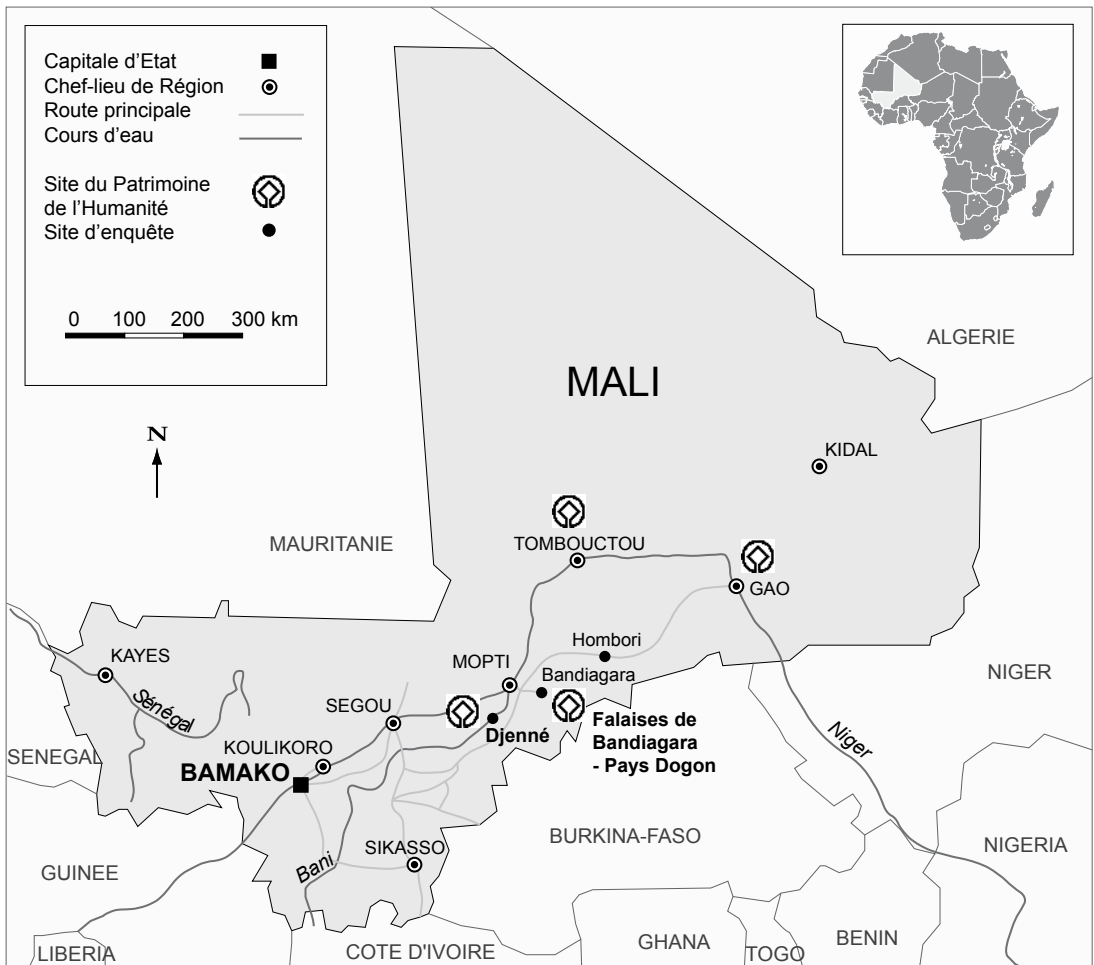 Capitale d’Etat
Chef-lieu de Région
Route principale
Cours d’eau
Site du Patrimoine
de l’Humanité
Site d’enquête
0 100 200 300 km
N
ALGERIE
MALI
KIDAL
MAURITANIE
TOMBOUCTOU
GAO
Hombori
KAYES
MOPTI
Bandiagara
NIGER
Sénégal
SEGOU
Djenné
Falaises de
Bandiagara
- Pays Dogon
Niger
SENEGAL
KOULIKORO
BAMAKO
BURKINA-FASO
NIGERIA
SIKASSO
Bani
GUINEE
LIBERIA
COTE D'IVOIRE
GHANA
TOGO
BENIN